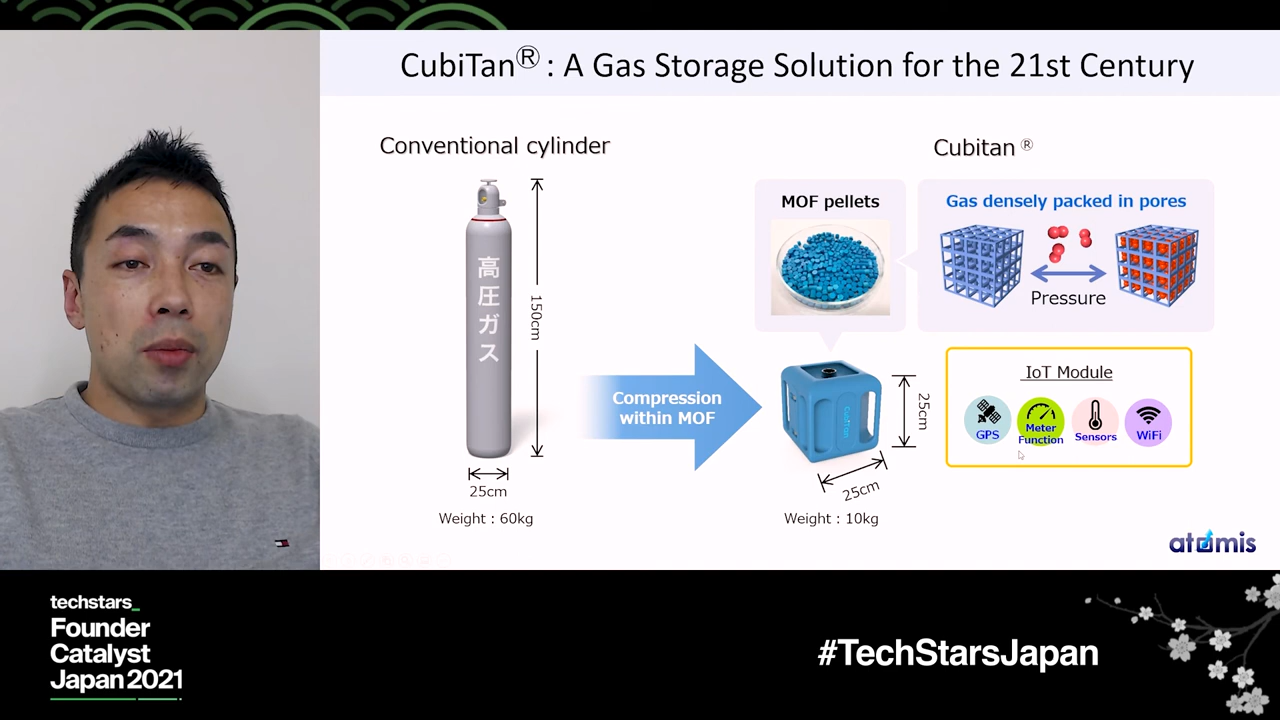 CubiTan® : A Gas Storage Solution for the 21st Century
Conventional cylinder
高圧ガス
150cm
25cm
Weight : 60kg
Compression
within MOF
Cubitan ®
MOF pellets
Gas densely packed in pores
Pressure
CubiTan
25cm
25cm
Weight : 10kg
IoT Module
GPS
Meter
Function
Sensors
WiFi
atomis
techstars_
Founder
Catalyst
Japan 2021
#TechStarsJapan